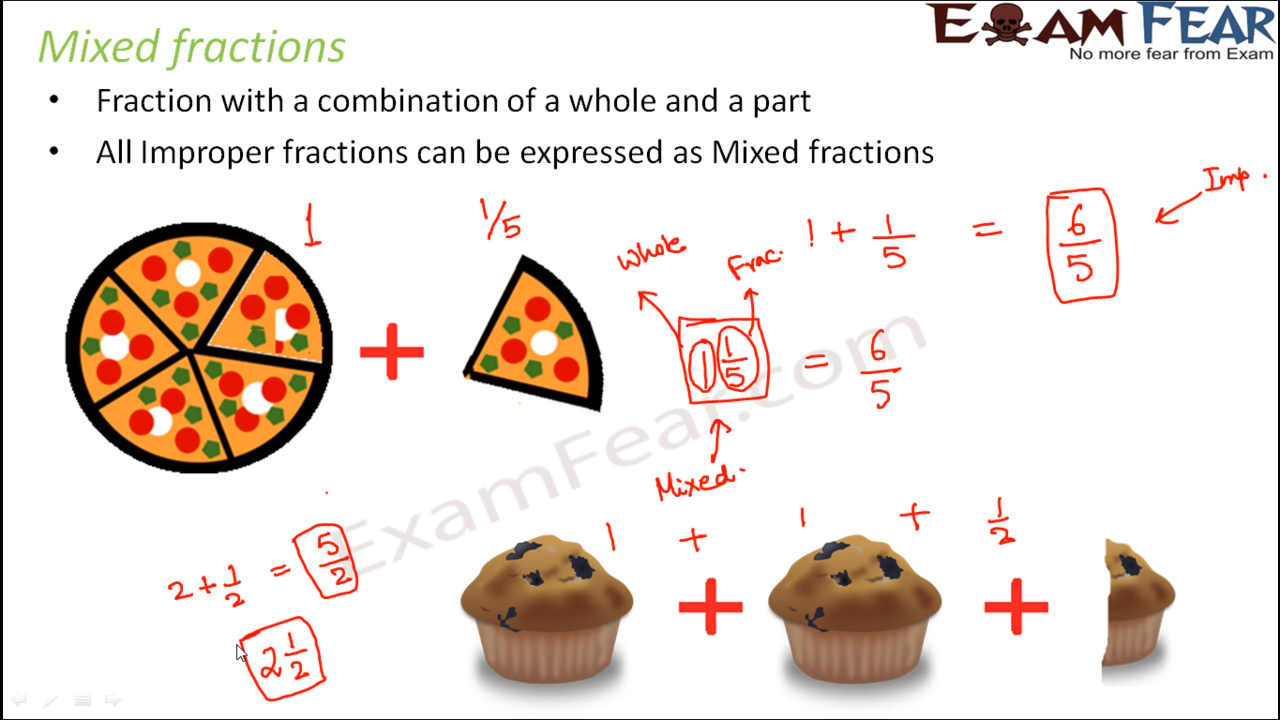 Mixed fractions
EXAM FEAR
No more fear from Exam
• Fraction with a combination of a whole and a part
• All Improper fractions can be expressed as Mixed fractions
Imp.
1
1/5
1 + 1/5 = 6/5
Whole
Frac.
1 1/5 = 6/5
Mixed.
ExamFear.com
1 + 1 + 1/2
2 + 1/2 = 5/2
2 1/2